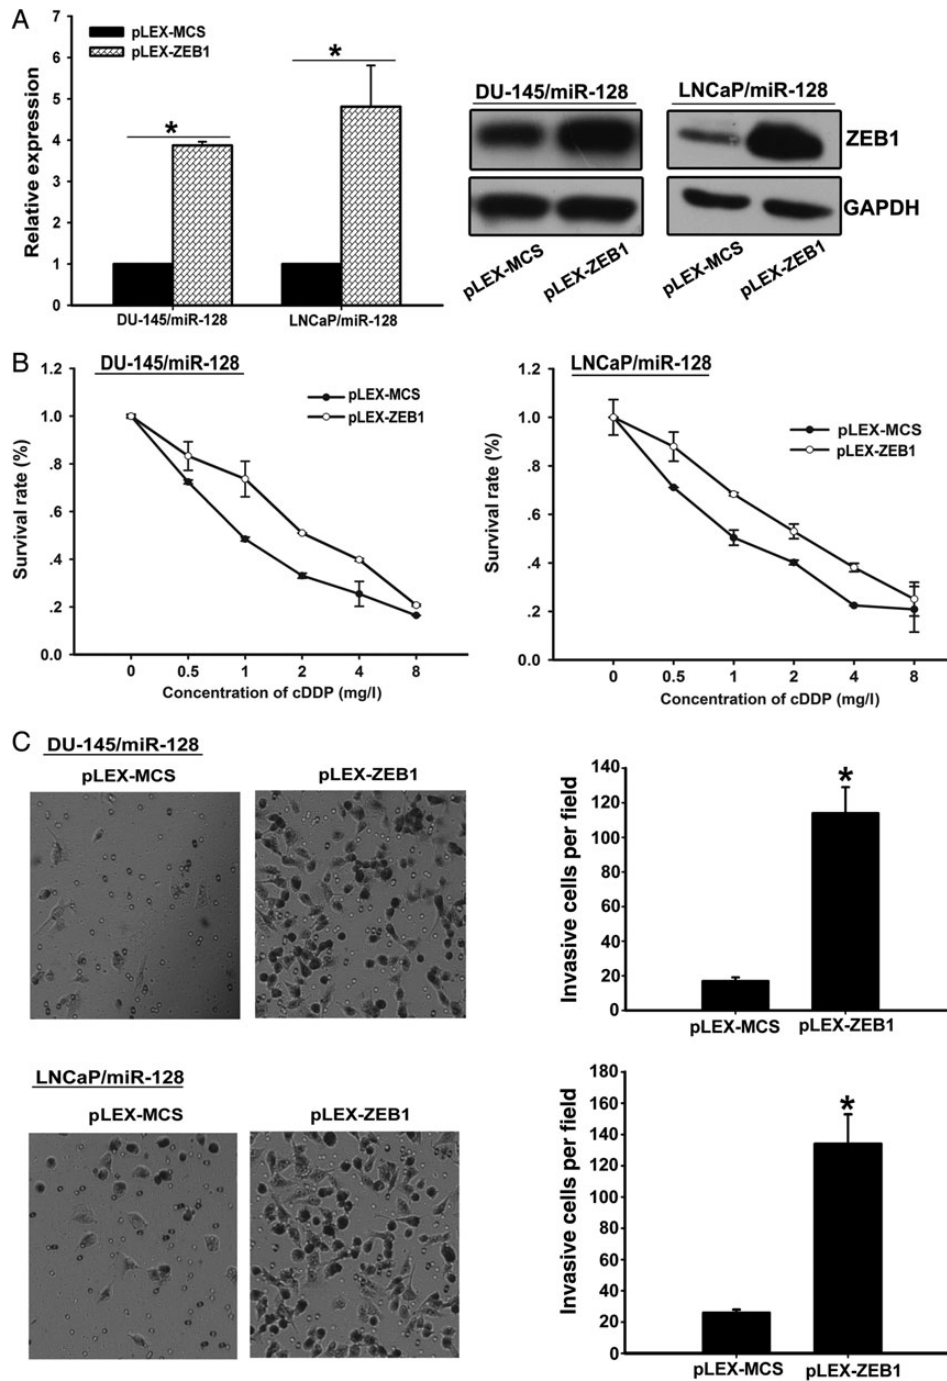 A
Relative expression
7
6
5
4
3
2
1
0
pLEX-MCS
pLEX-ZEB1
*
*
DU-145/miR-128
LNCaP/miR-128
DU-145/miR-128
LNCaP/miR-128
ZEB1
GAPDH
pLEX-MCS
pLEX-ZEB1
pLEX-MCS
pLEX-ZEB1
B
DU-145/miR-128
Survival rate (%)
1.2
1.0
.8
.6
.4
.2
0.0
pLEX-MCS
pLEX-ZEB1
0 0.5 1 2 4 8
Concentration of cDDP (mg/l)
LNCaP/miR-128
Survival rate (%)
1.2
1.0
.8
.6
.4
.2
0.0
pLEX-MCS
pLEX-ZEB1
0 0.5 1 2 4 8
Concentration of cDDP (mg/l)
C
DU-145/miR-128
pLEX-MCS
pLEX-ZEB1
Invasive cells per field
140
120
100
80
60
40
20
0
*
pLEX-MCS
pLEX-ZEB1
LNCaP/miR-128
pLEX-MCS
pLEX-ZEB1
Invasive cells per field
180
160
140
120
100
80
60
40
20
0
*
pLEX-MCS
pLEX-ZEB1